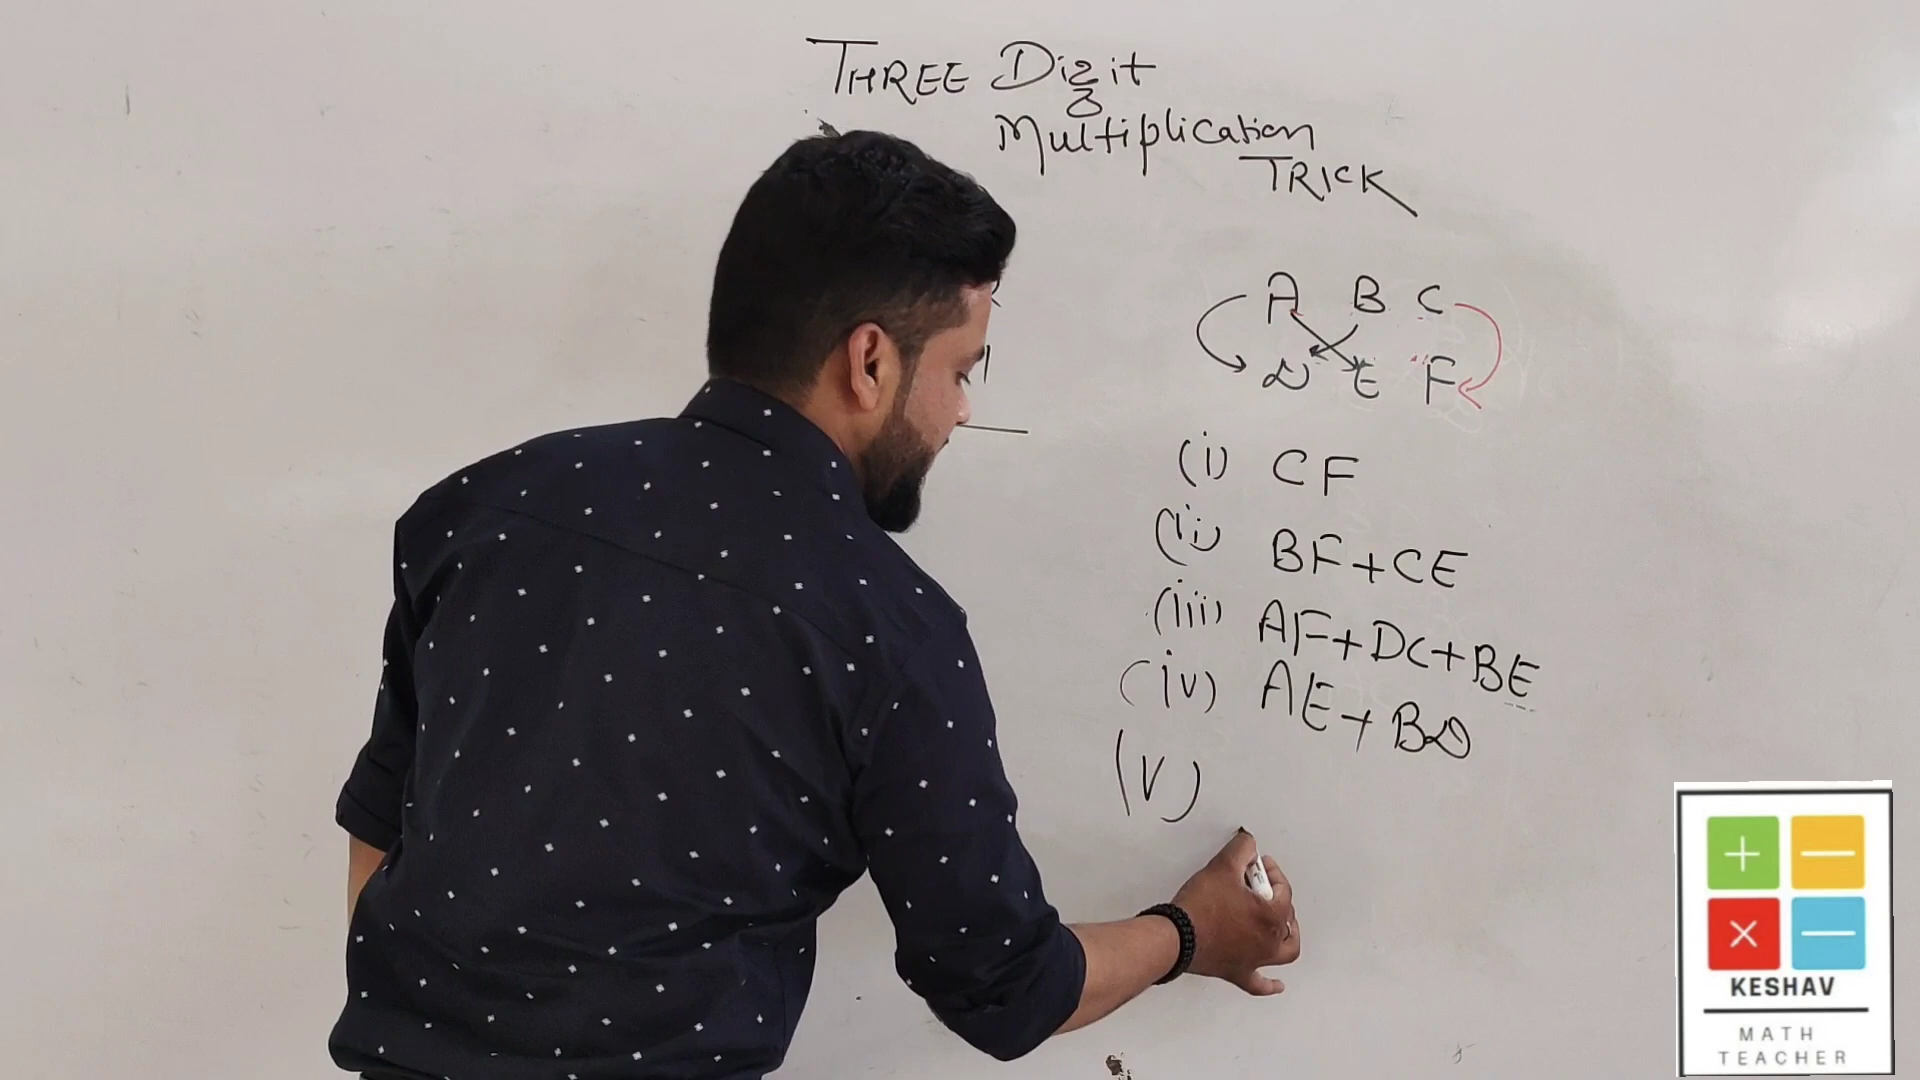 THREE Digit
Multiplication
TRICK
A B C
D E F
(i) CF
(ii) BF+CE
(iii) AF+DC+BE
(iv) AE+BD
(v)
KESHAV
MATH
TEACHER